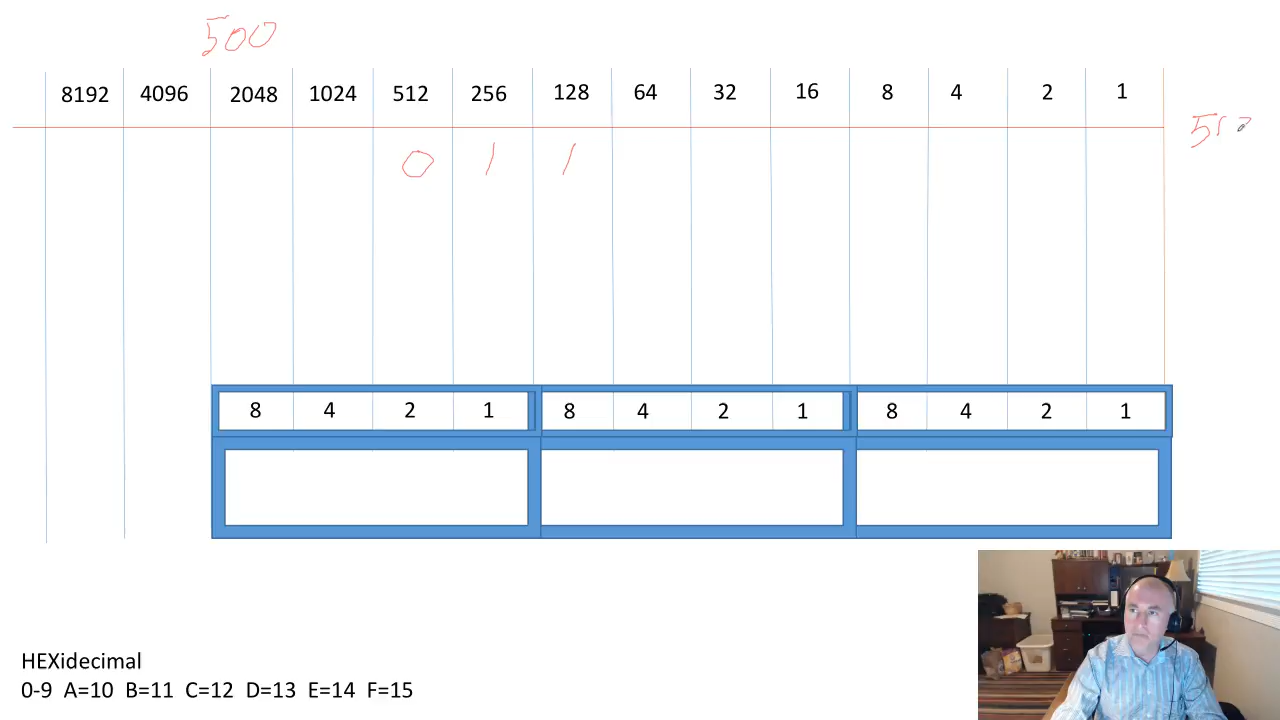 500
8192 4096 2048 1024 512 256 128 64 32 16 8 4 2 1
0 1 1
8 4 2 1 8 4 2 1 8 4 2 1
HEXidecimal
0-9 A=10 B=11 C=12 D=13 E=14 F=15